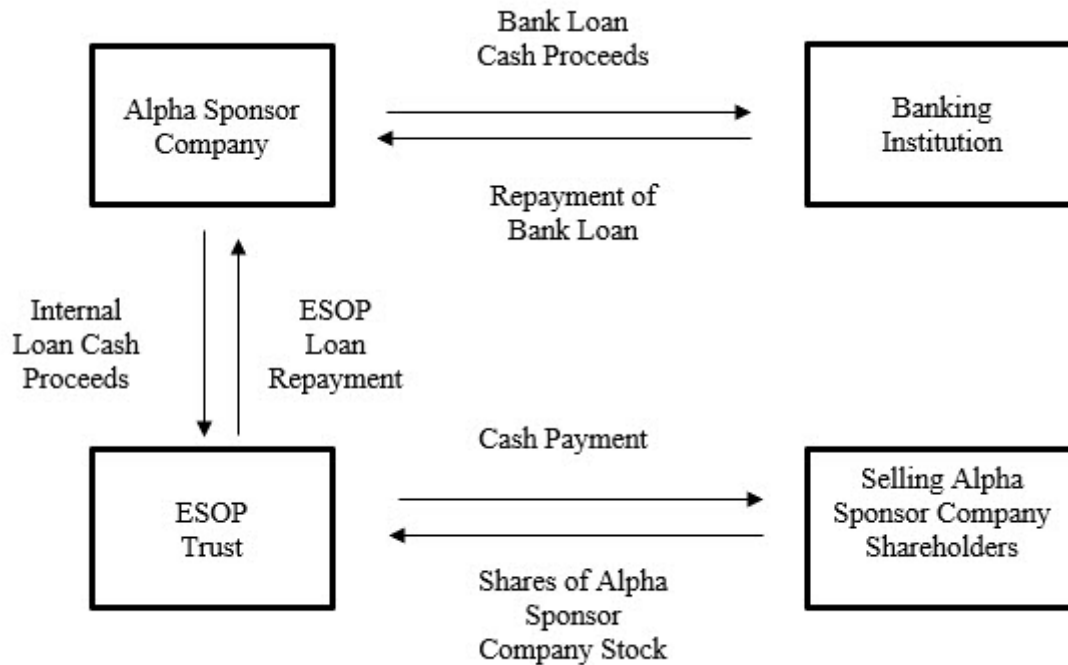 Bank Loan
Cash Proceeds
Alpha Sponsor
Company
Banking
Institution
Repayment of
Bank Loan
Internal
Loan Cash
Proceeds
ESOP
Loan
Repayment
Cash Payment
ESOP
Trust
Selling Alpha
Sponsor Company
Shareholders
Shares of Alpha
Sponsor
Company Stock